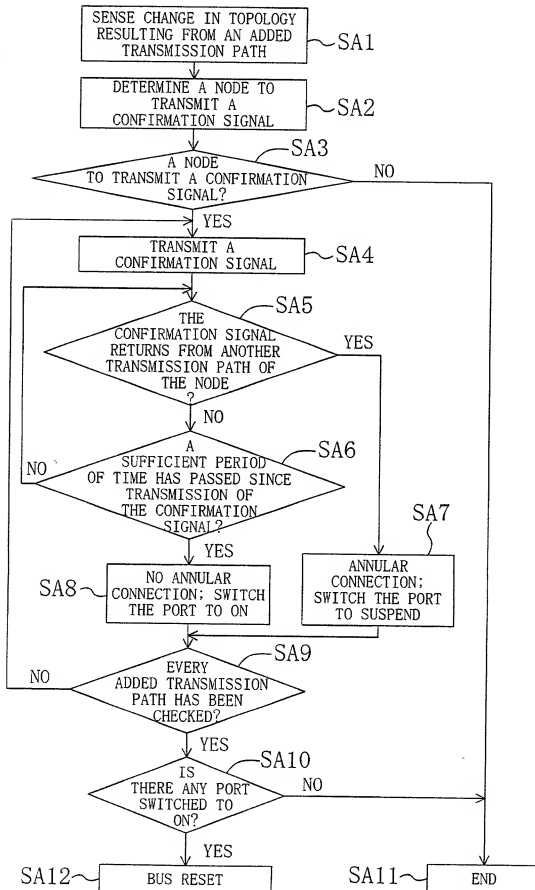 SENSE CHANGE IN TOPOLOGY
RESULTING FROM AN ADDED
TRANSMISSION PATH
SA1
DETERMINE A NODE TO
TRANSMIT A
CONFIRMATION SIGNAL
SA2
SA3
A NODE
TO TRANSMIT A CONFIRMATION
SIGNAL?
NO
YES
TRANSMIT A
CONFIRMATION SIGNAL
SA4
SA5
THE
CONFIRMATION SIGNAL
RETURNS FROM ANOTHER
TRANSMISSION PATH OF
THE NODE
?
YES
NO
SA6
A
SUFFICIENT PERIOD
OF TIME HAS PASSED SINCE
TRANSMISSION OF
THE CONFIRMATION
SIGNAL?
NO
YES
SA7
ANNULAR
CONNECTION;
SWITCH THE PORT
TO SUSPEND
SA8
NO ANNULAR
CONNECTION; SWITCH
THE PORT TO ON
SA9
EVERY
ADDED TRANSMISSION
PATH HAS BEEN
CHECKED?
NO
YES
SA10
IS
THERE ANY PORT
SWITCHED TO
ON?
NO
YES
SA12
BUS RESET
SA11
END